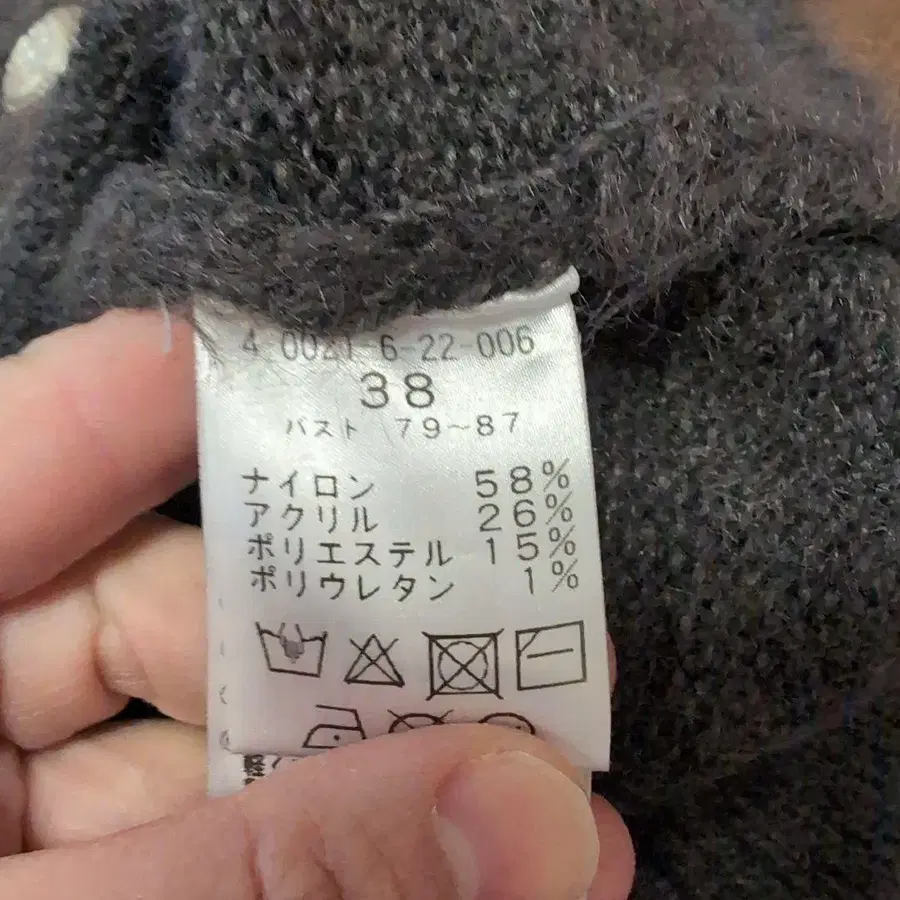 4 0021-6-22-006
38
バスト 79~87
ナイロン 58%
アクリル 26%
ポリエステル 15%
ポリウレタン 1%